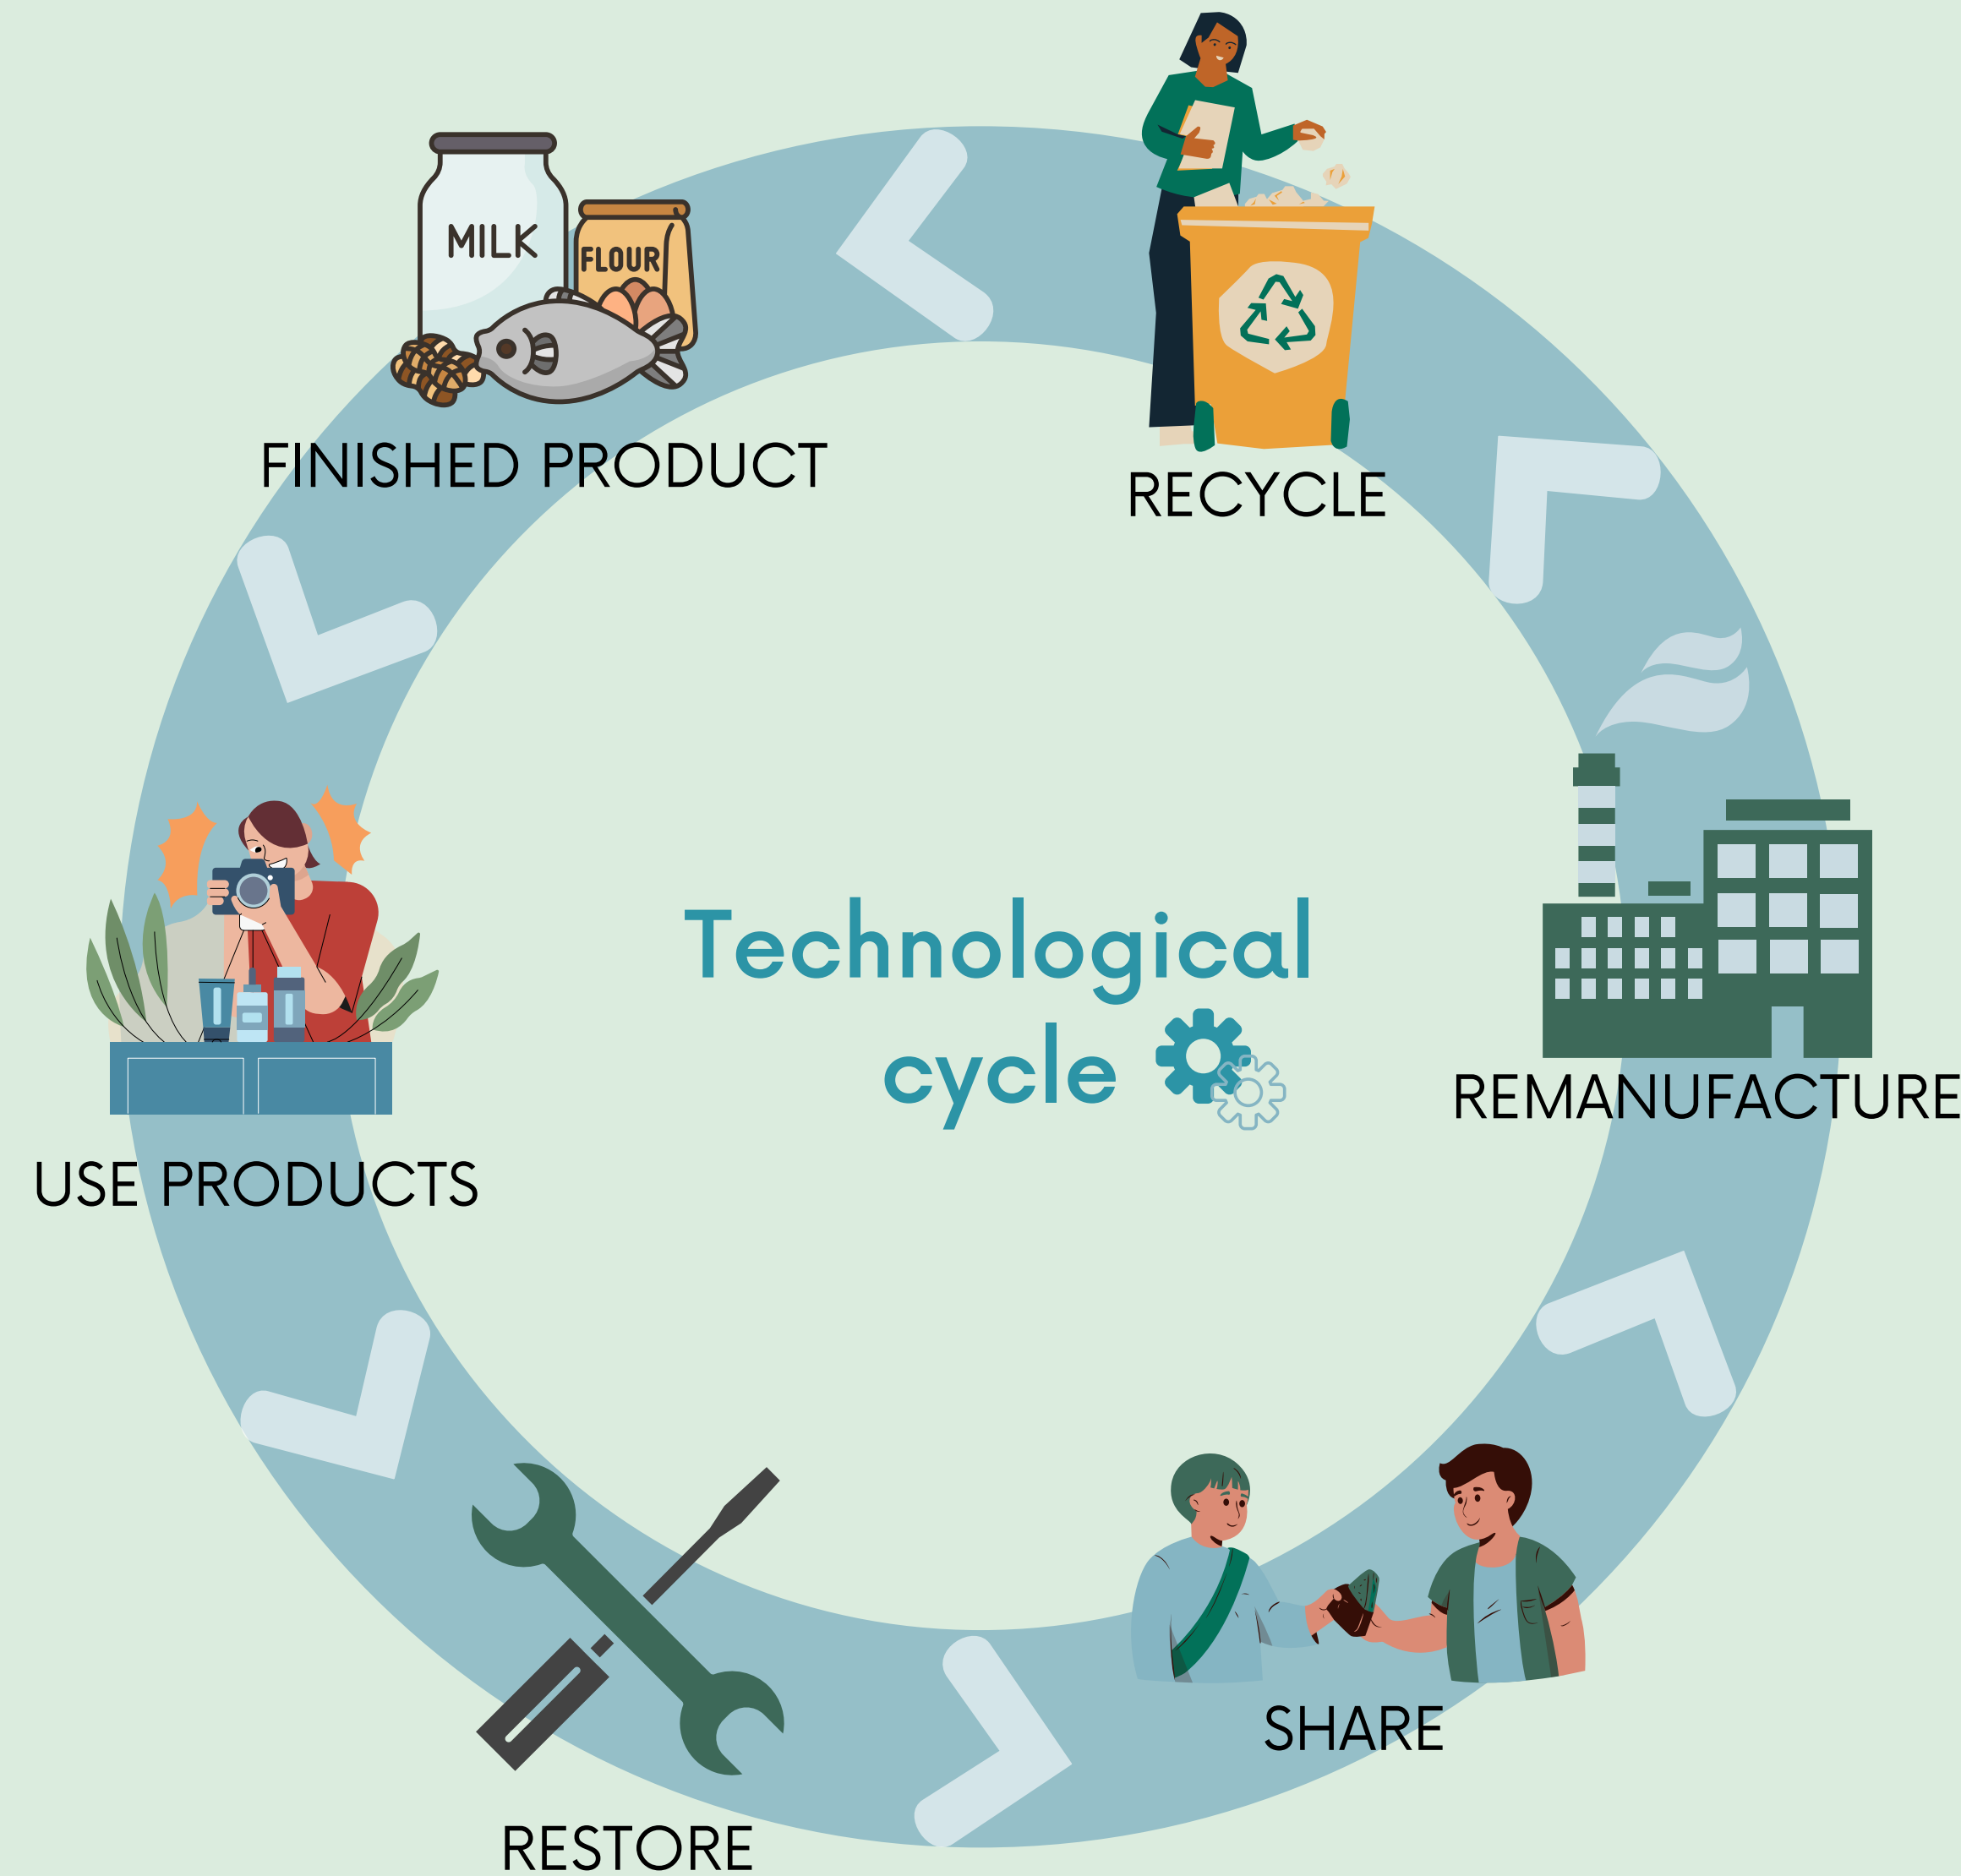 MILK
FLOUR
FINISHED PRODUCT
RECYCLE
Technological
cycle
REMANUFACTURE
USE PRODUCTS
SHARE
RESTORE